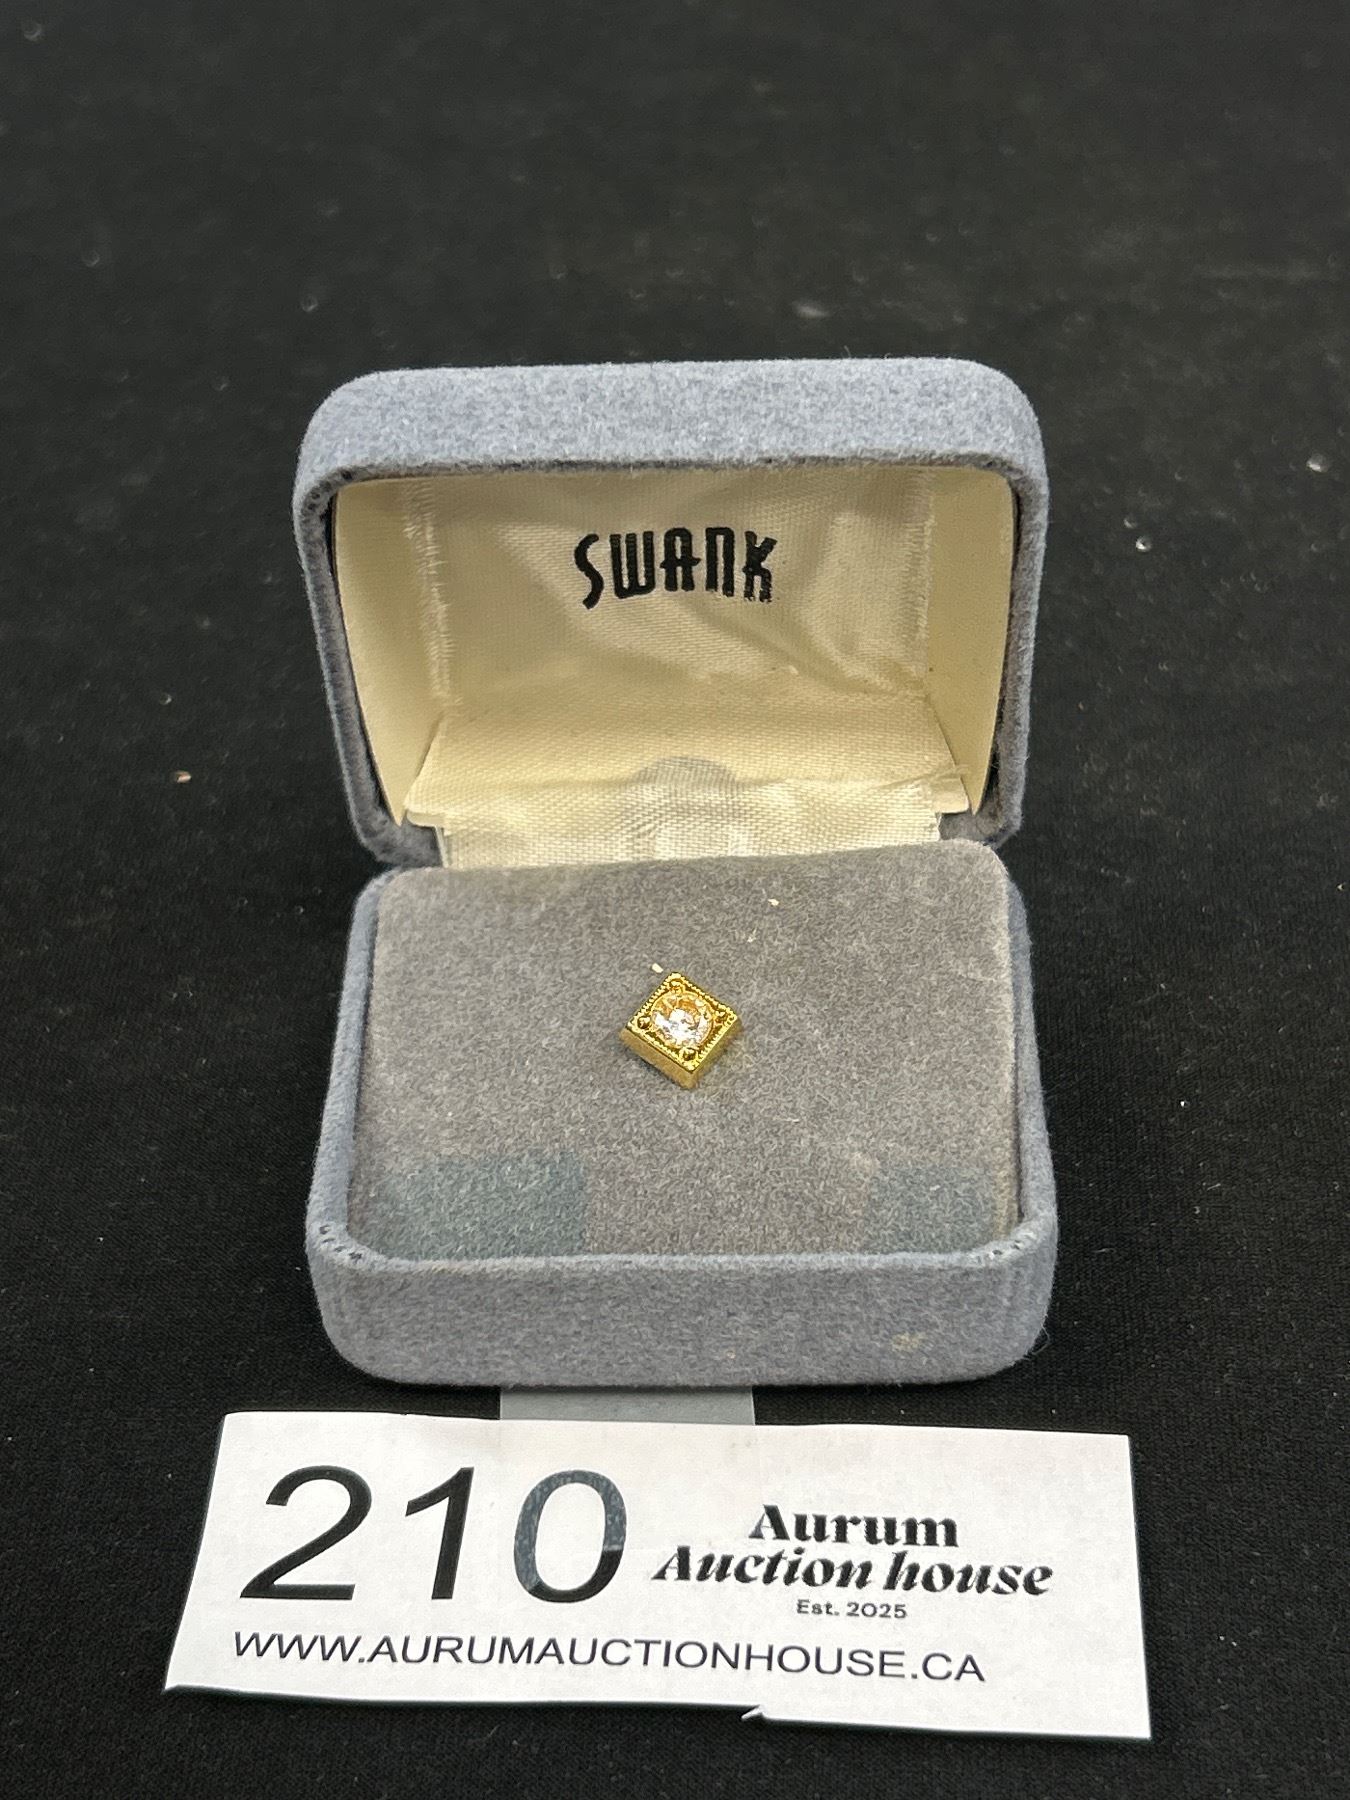 SWANK
210
Aurum
Auction house
Est. 2025
WWW.AURUMAUCTIONHOUSE.CA